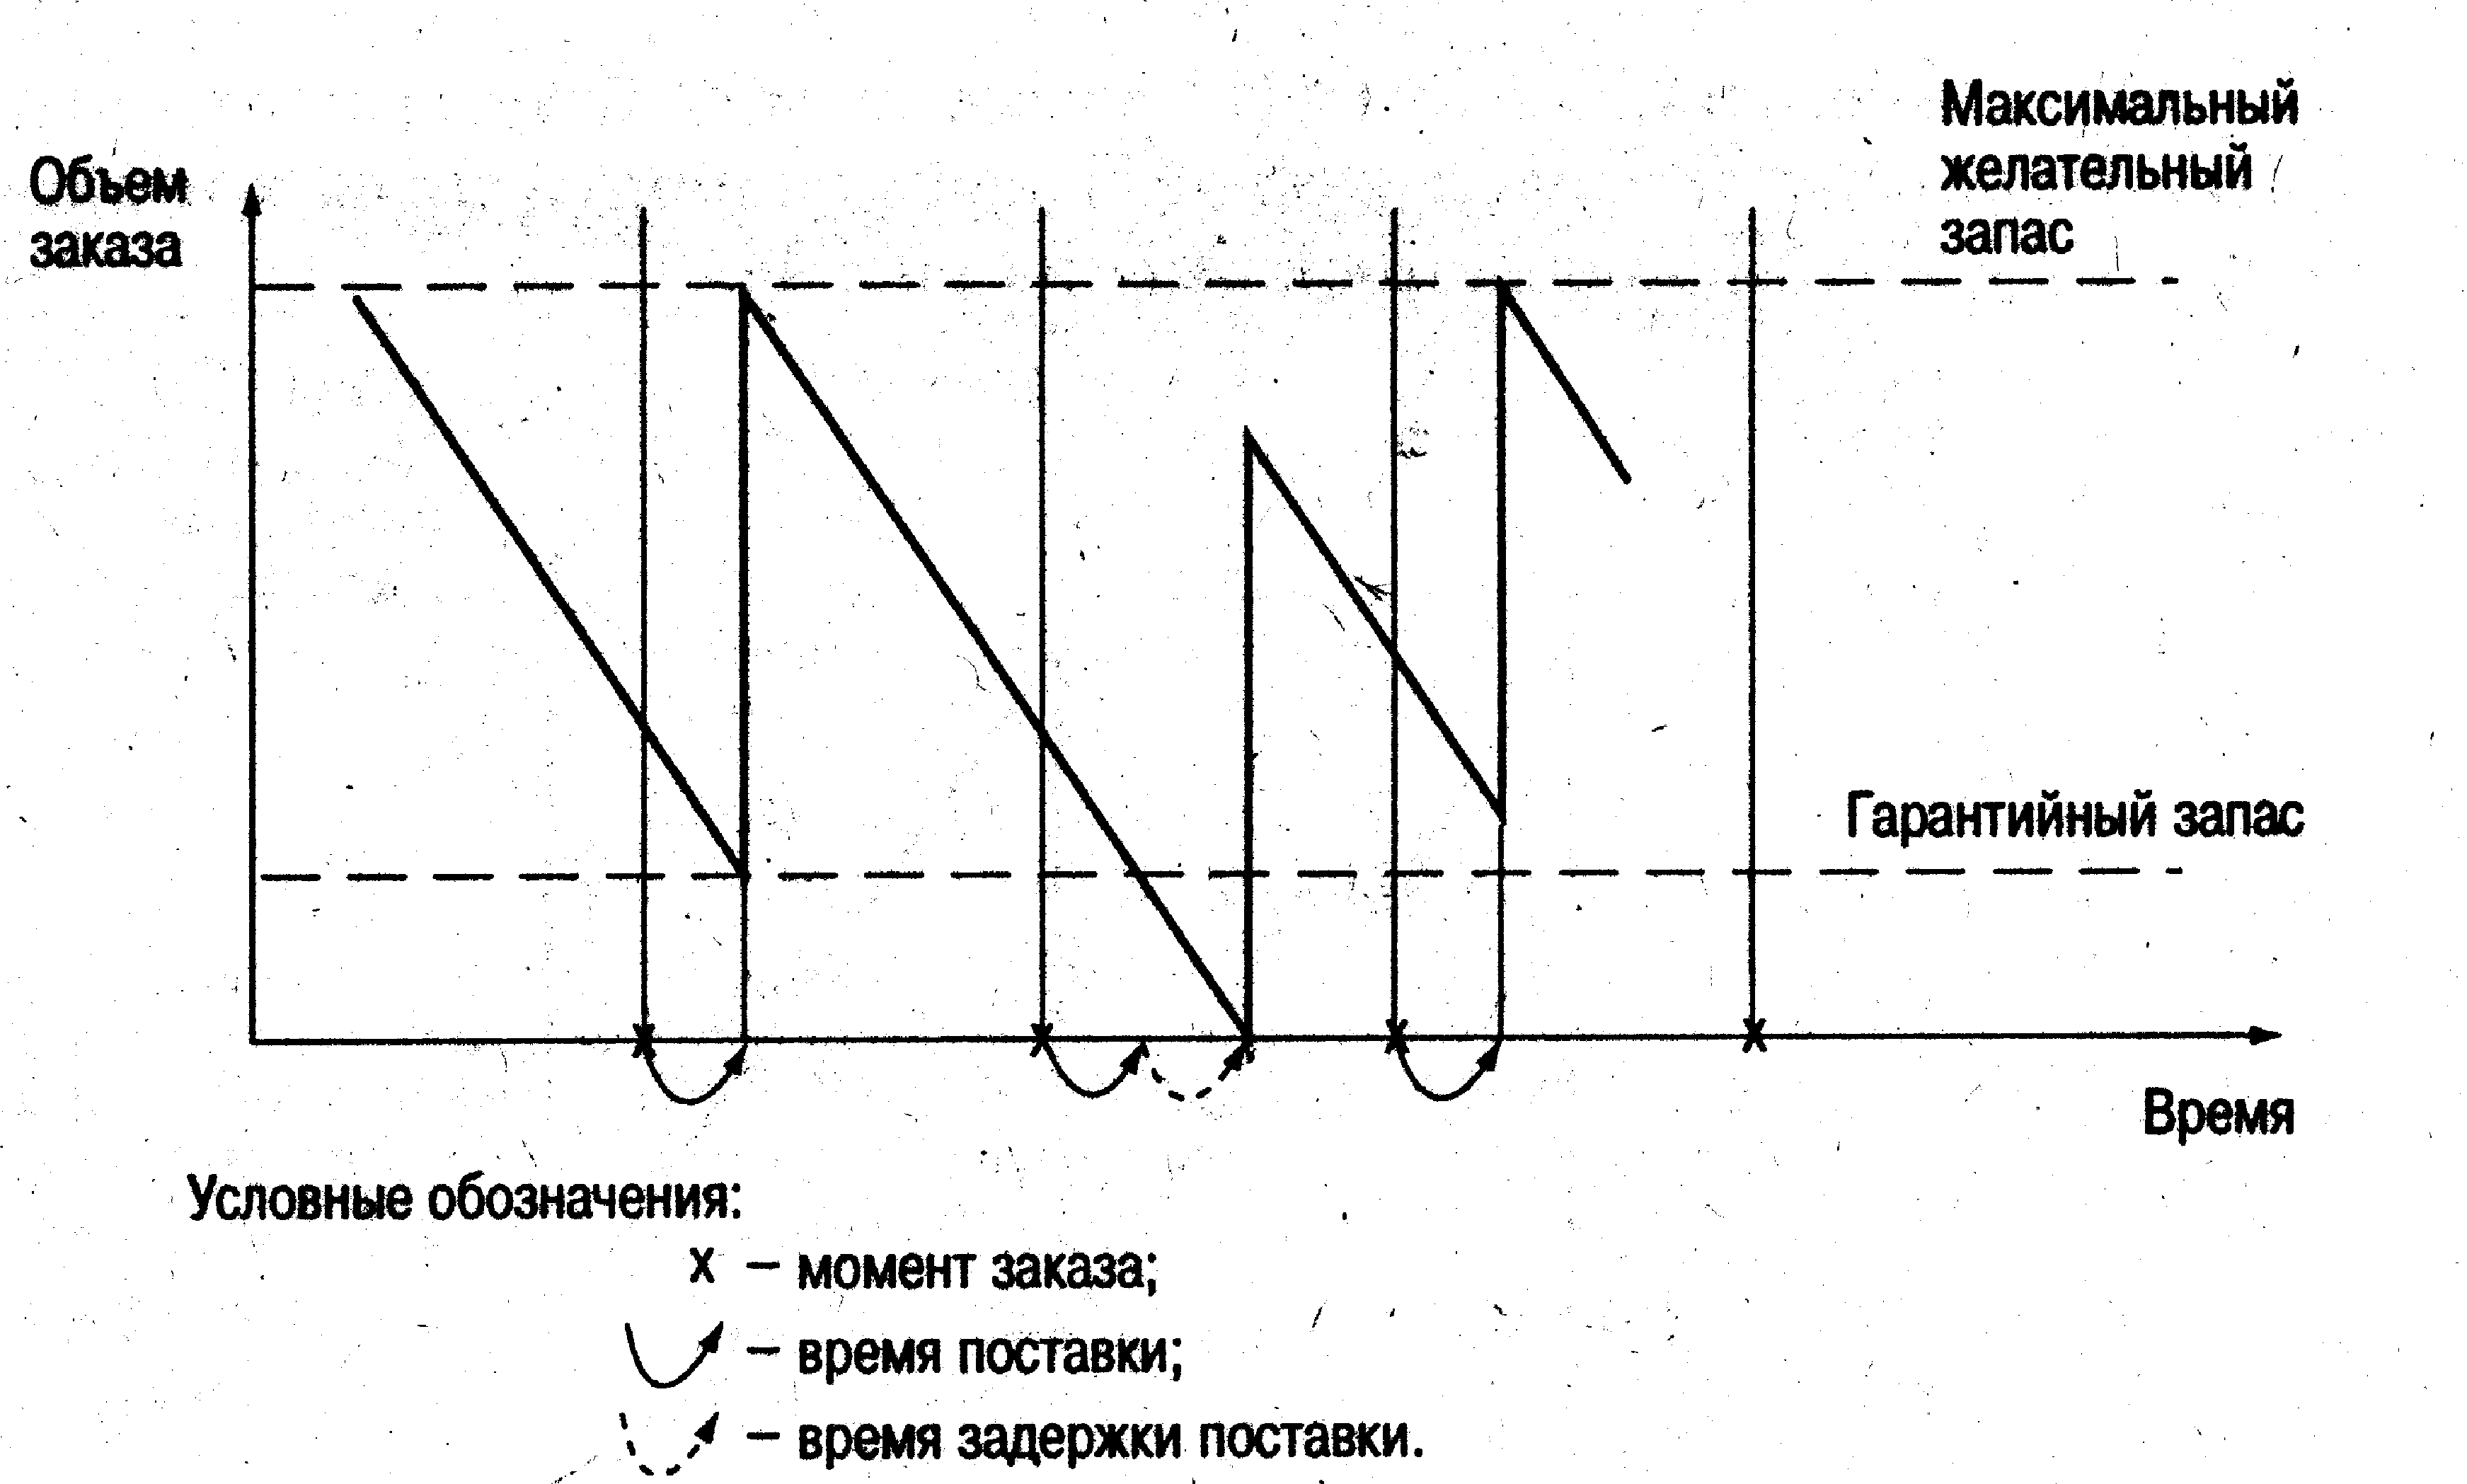 Максимальный
желательный
запас
Объем
заказа
Гарантийный запас
Время
Условные обозначения:
x – момент заказа;
– время поставки;
– время задержки поставки.